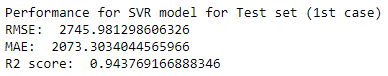 Performance for SVR model for Test set (1st case)
RMSE:  2745.981298606326
MAE:  2073.3034044565966
R2 score:  0.943769166888346